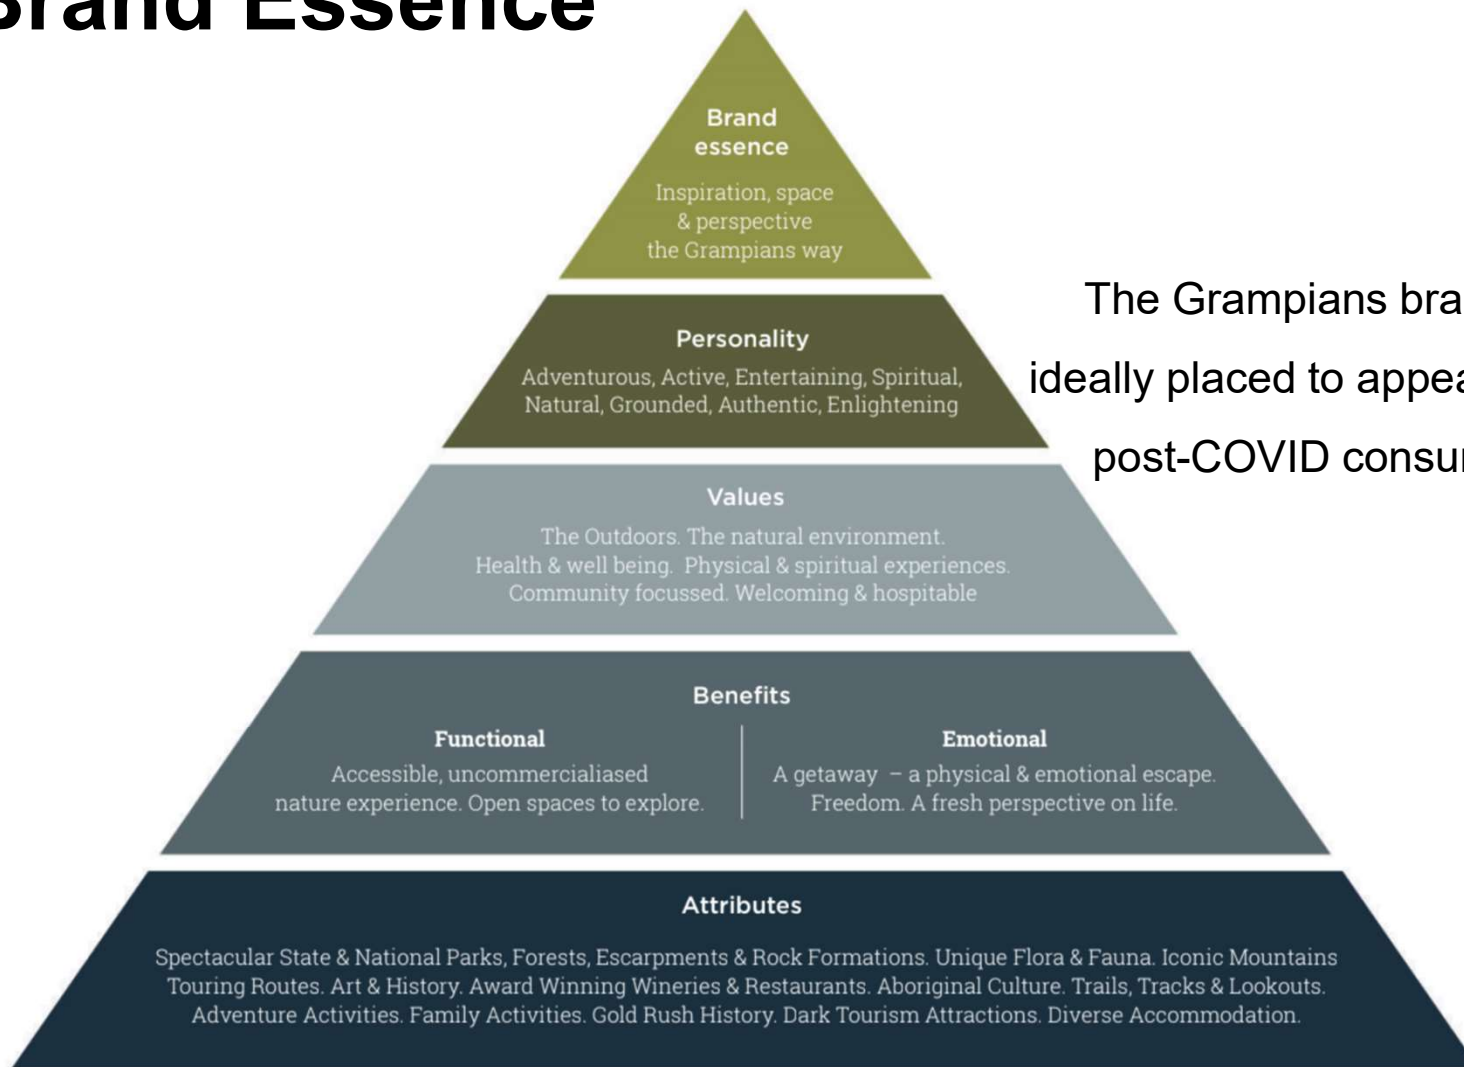 Brand Essence
Brand
essence
Inspiration, space
& perspective
the Grampians way
Personality
Adventurous, Active, Entertaining, Spiritual,
Natural, Grounded, Authentic, Enlightening
The Grampians
ideally placed to
post-COVID
Values
The Outdoors. The natural environment.
Health & well being. Physical & spiritual experiences.
Community focussed. Welcoming & hospitable
Benefits
Functional
Accessible, uncommercialiased
nature experience. Open spaces to explore.
Emotional
A getaway – a physical & emotional escape.
Freedom. A fresh perspective on life.
Attributes
Spectacular State & National Parks, Forests, Escarpments & Rock Formations. Unique Flora & Fauna. Iconic Mountains
Touring Routes. Art & History. Award Winning Wineries & Restaurants. Aboriginal Culture. Trails, Tracks & Lookouts.
Adventure Activities. Family Activities. Gold Rush History. Dark Tourism Attractions. Diverse Accommodation.